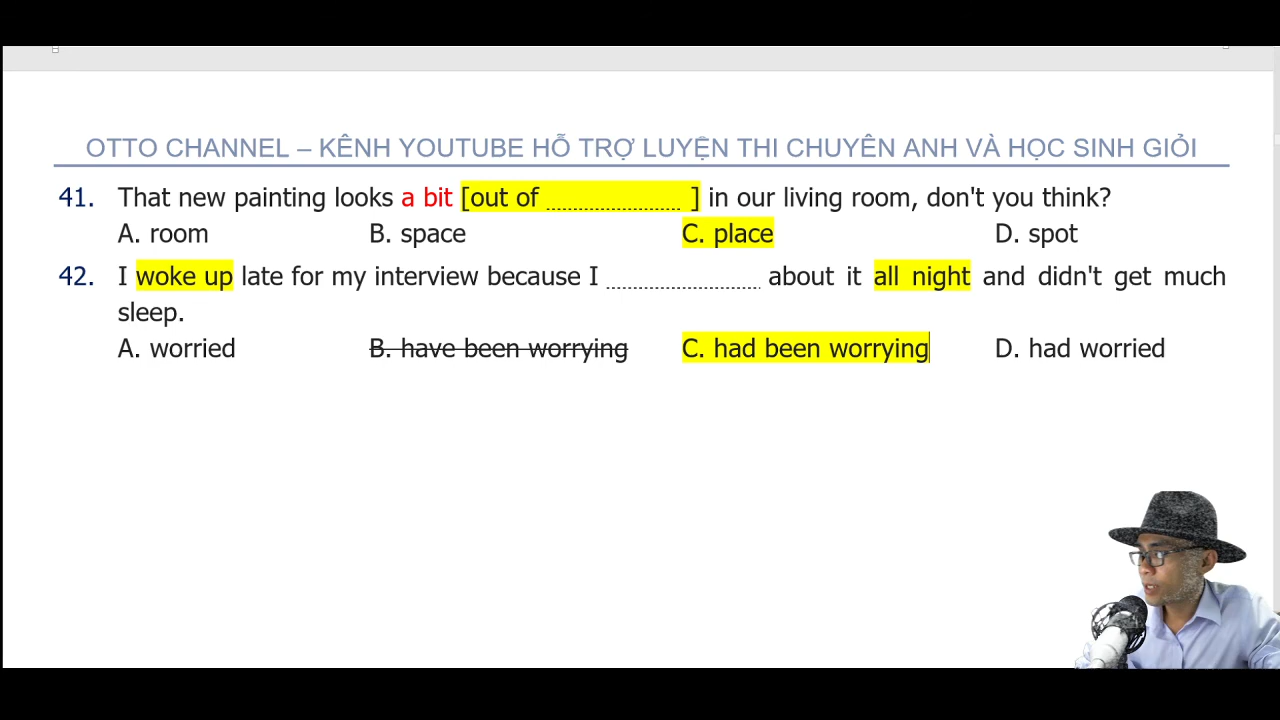 OTTO CHANNEL – KÊNH YOUTUBE HỖ TRỢ LUYỆN THI CHUYÊN ANH VÀ HỌC SINH GIỎI
41. That new painting looks a bit [out of .................... ] in our living room, don't you think?
A. room B. space C. place D. spot
42. I woke up late for my interview because I ....................... about it all night and didn't get much
sleep.
A. worried B. have been worrying C. had been worrying D. had worried